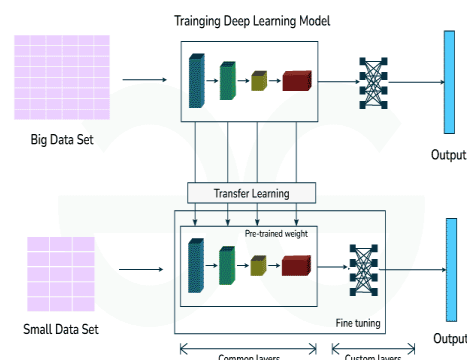 Trainging Deep Learning Model
Big Data Set
Output
Transfer Learning
Pre-trained weight
Small Data Set
Fine tuning
Output
Common layers
Custom layers